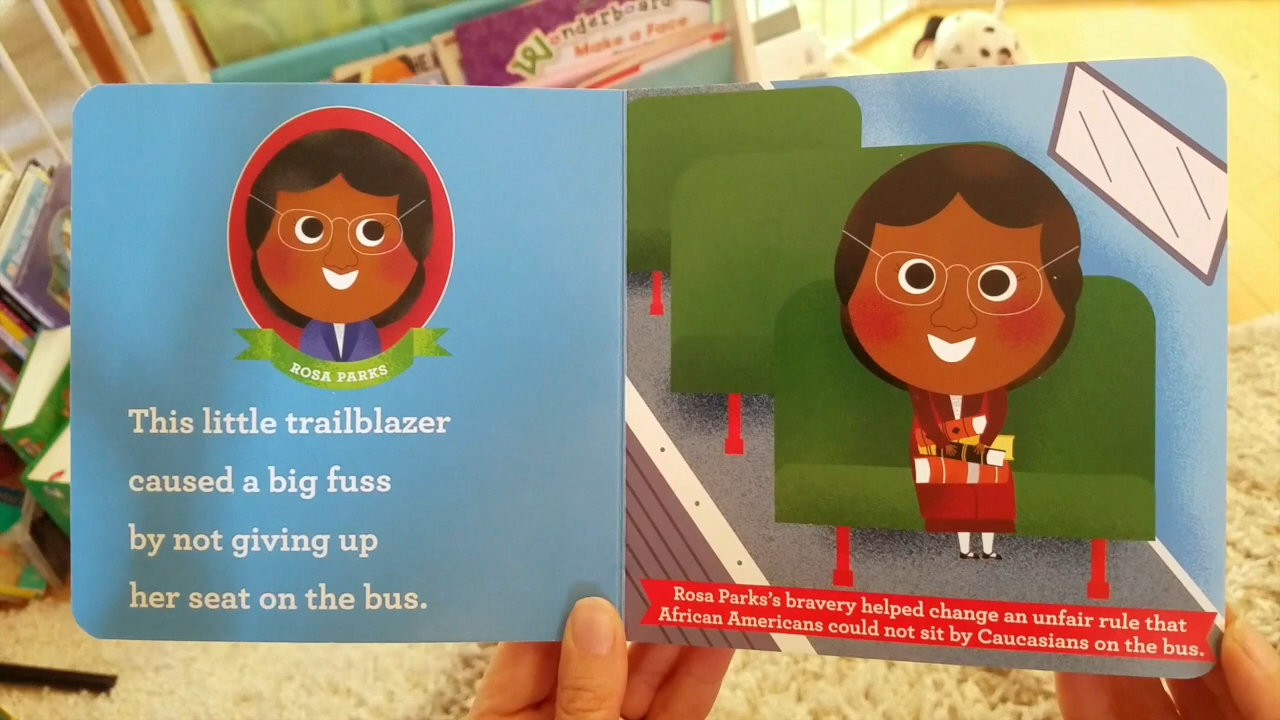 Wonderboard
Make a Face
ROSA PARKS
This little trailblazer
caused a big fuss
by not giving up
her seat on the bus.
Rosa Parks's bravery helped change an unfair rule that
African Americans could not sit by Caucasians on the bus.